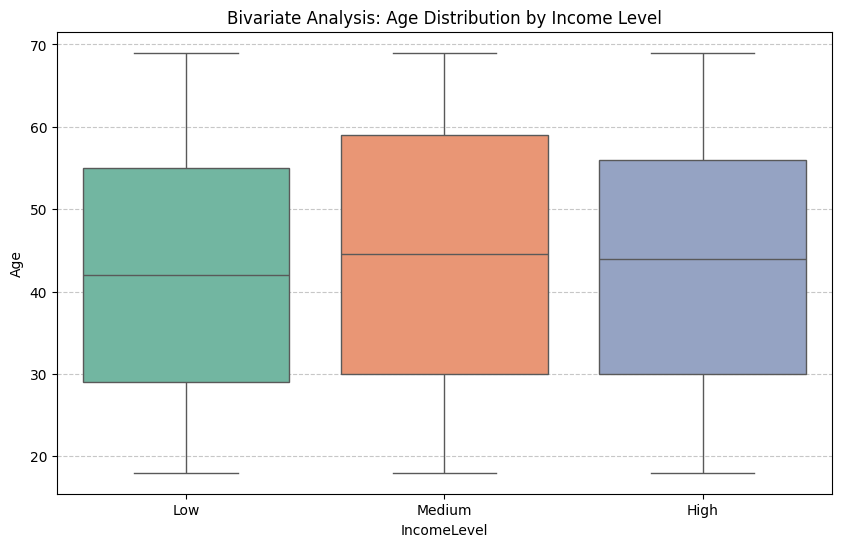 Bivariate Analysis: Age Distribution by Income Level
70
60
50
40
30
20
Age
Low
Medium
High
IncomeLevel